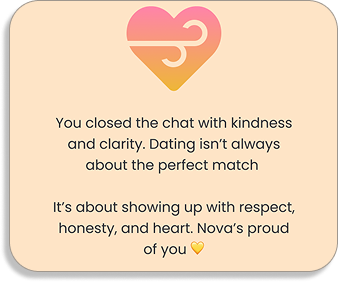 You closed the chat with kindness
and clarity. Dating isn’t always
about the perfect match
It’s about showing up with respect,
honesty, and heart. Nova’s proud
of you 💛